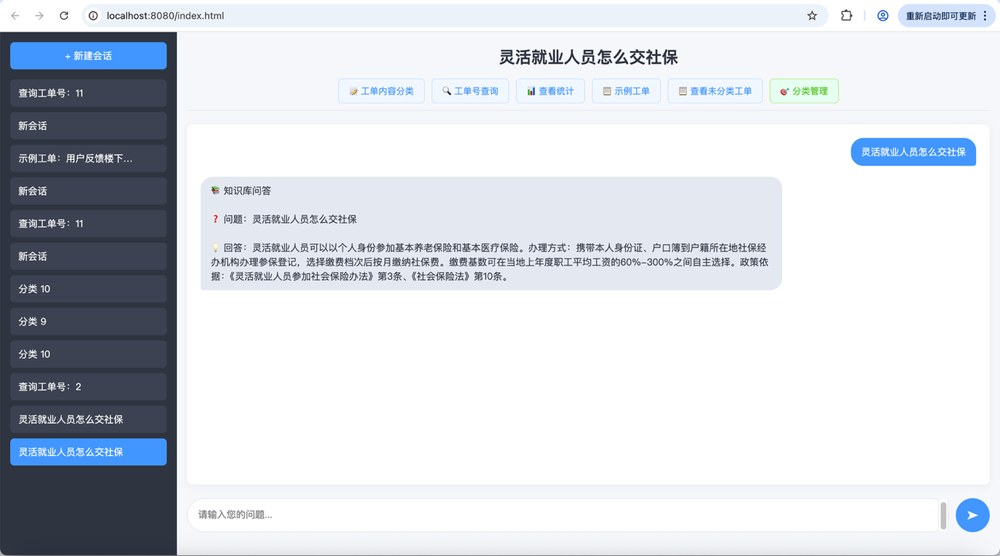 localhost:8080/index.html
重新启动即可更新
+ 新建会话
查询工单号：11
新会话
示例工单：用户反馈楼下...
新会话
查询工单号：11
新会话
分类 10
分类 9
分类 10
查询工单号：2
灵活就业人员怎么交社保
灵活就业人员怎么交社保
灵活就业人员怎么交社保
📝 工单内容分类
🔍 工单号查询
📊 查看统计
📋 示例工单
📋 查看未分类工单
🎯 分类管理
灵活就业人员怎么交社保
📚 知识库问答
❓ 问题：灵活就业人员怎么交社保
💡 回答：灵活就业人员可以以个人身份参加基本养老保险和基本医疗保险。办理方式：携带本人身份证、户口簿到户籍所在地社保经
办机构办理参保登记，选择缴费档次后按月缴纳社保费。缴费基数可在当地上年度职工平均工资的60%-300%之间自主选择。政策依
据：《灵活就业人员参加社会保险办法》第3条、《社会保险法》第10条。
请输入您的问题...